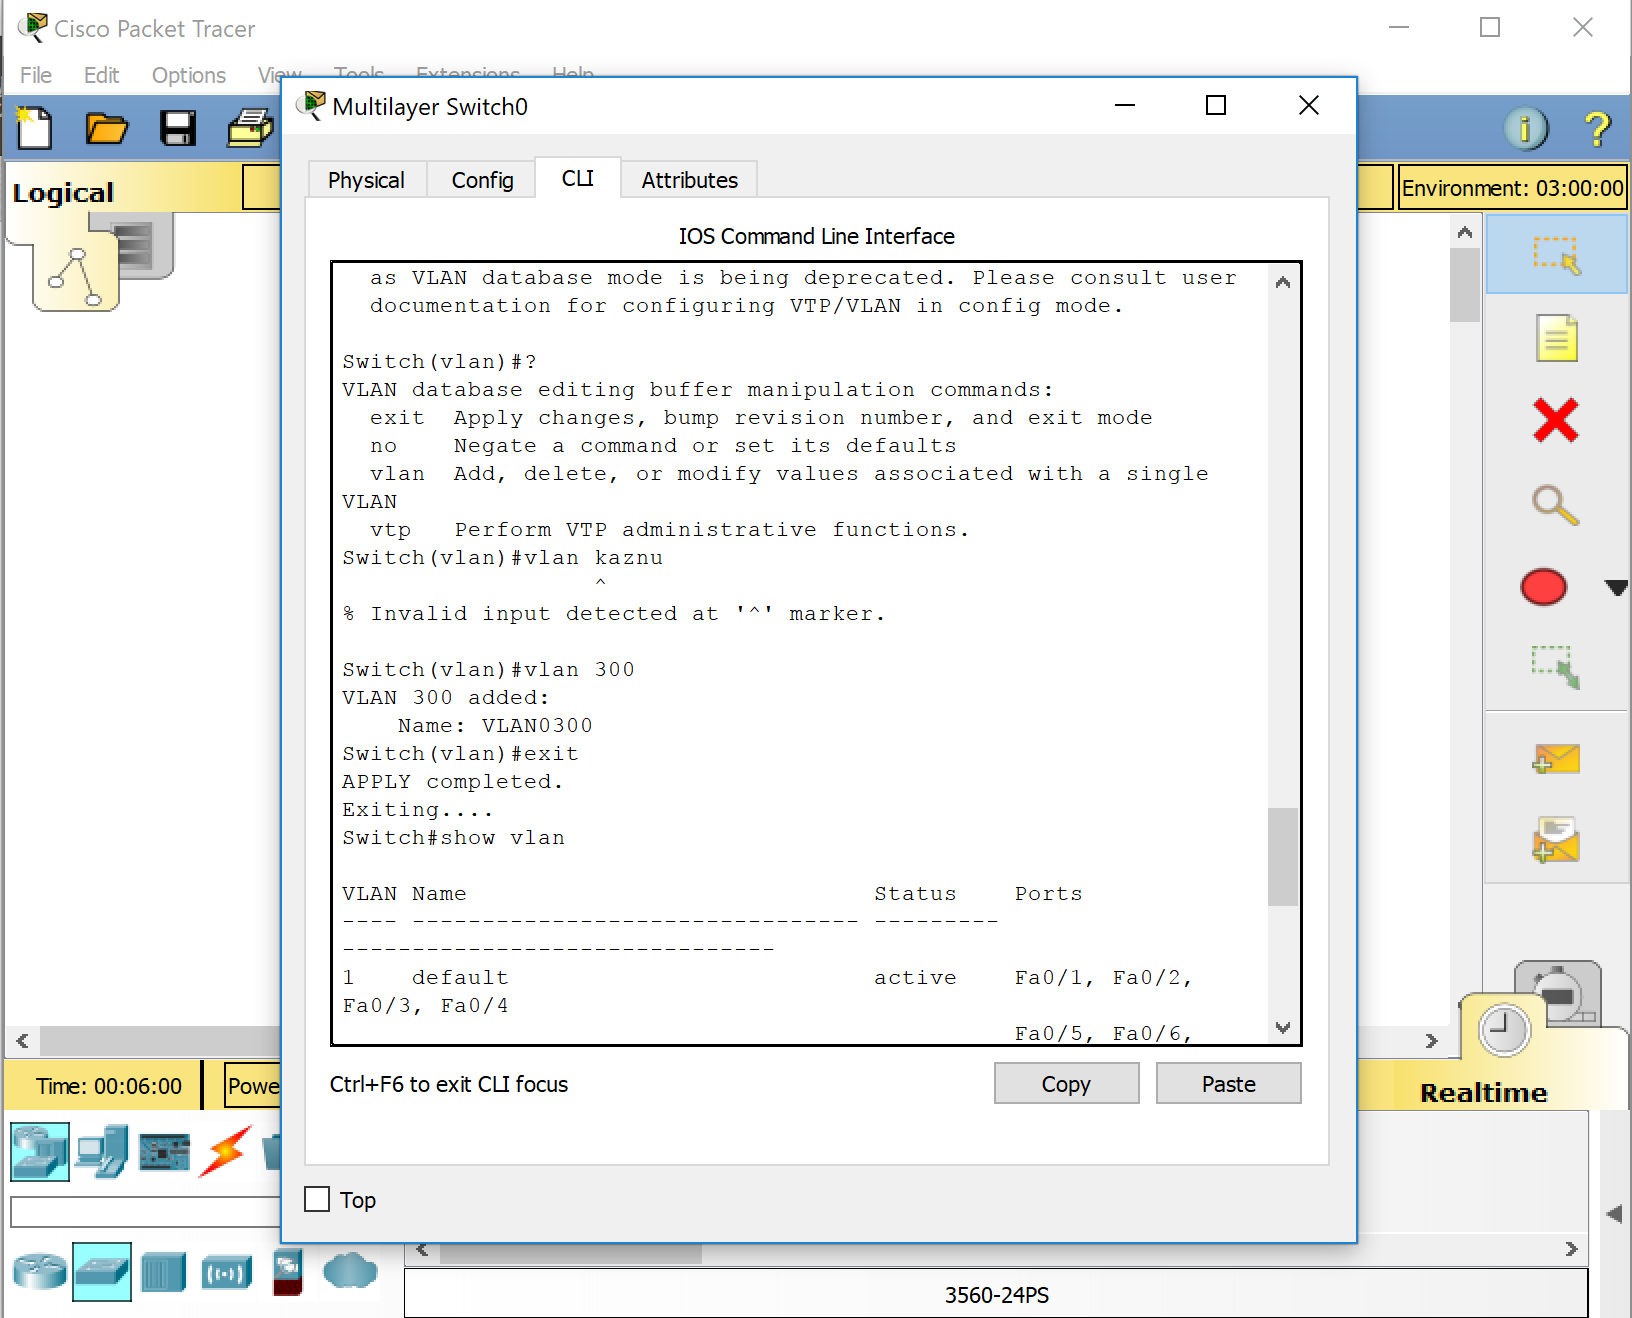 Cisco Packet Tracer
File Edit Options View Tools Extensions Help
Multilayer Switch0
Logical
Environment: 03:00:00
Physical Config CLI Attributes
IOS Command Line Interface
as VLAN database mode is being deprecated. Please consult user
documentation for configuring VTP/VLAN in config mode.
Switch(vlan)#?
VLAN database editing buffer manipulation commands:
exit Apply changes, bump revision number, and exit mode
no Negate a command or set its defaults
vlan Add, delete, or modify values associated with a single
VLAN
vtp Perform VTP administrative functions.
Switch(vlan)#vlan kaznu
^
% Invalid input detected at '^' marker.
Switch(vlan)#vlan 300
VLAN 300 added:
Name: VLAN0300
Switch(vlan)#exit
APPLY completed.
Exiting....
Switch#show vlan
VLAN Name Status Ports
---- -------------------------------- ---------
-------------------------------
1 default active Fa0/1, Fa0/2,
Fa0/3, Fa0/4
Fa0/5, Fa0/6,
Ctrl+F6 to exit CLI focus
Copy Paste
Time: 00:06:00
Powe
Realtime
Top
3560-24PS